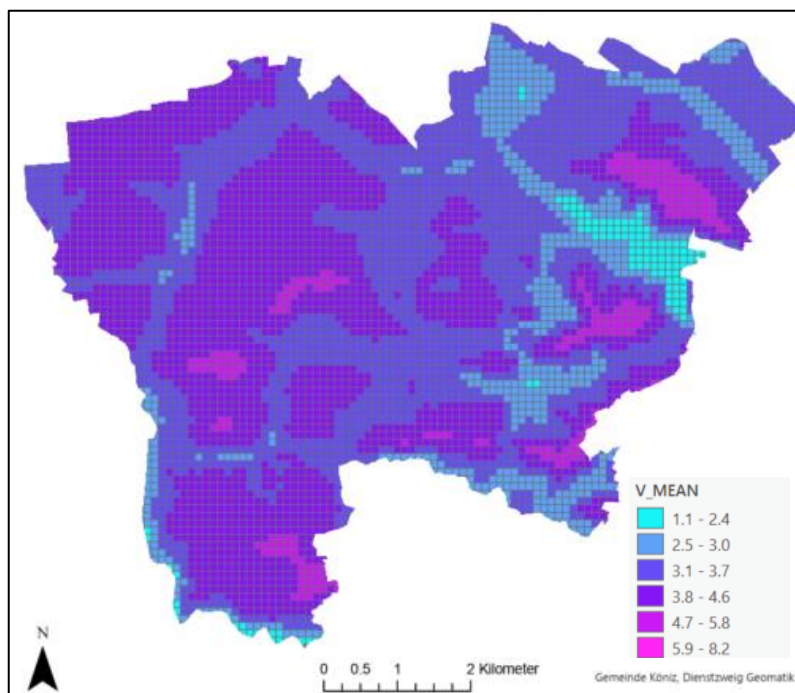 V_MEAN
1.1 - 2.4
2.5 - 3.0
3.1 - 3.7
3.8 - 4.6
4.7 - 5.8
5.9 - 8.2
N
0 0.5 1 2 Kilometer
Gemeinde Köniz, Dienstzweig Geomatik